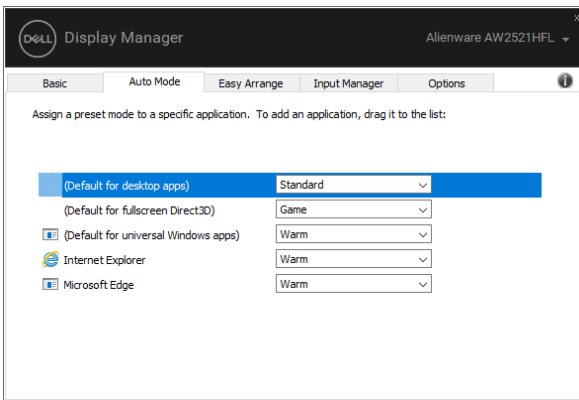 DELL Display Manager Alienware AW2521HFL
Basic Auto Mode Easy Arrange Input Manager Options
Assign a preset mode to a specific application. To add an application, drag it to the list:
(Default for desktop apps) Standard
(Default for fullscreen Direct3D) Game
(Default for universal Windows apps) Warm
Internet Explorer Warm
Microsoft Edge Warm